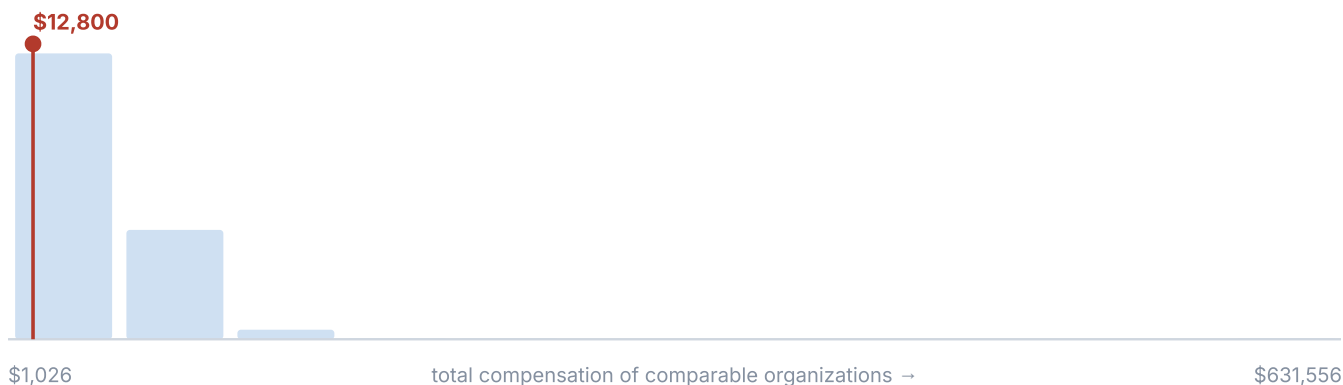 $12,800
$1,026 total compensation of comparable organizations → $631,556